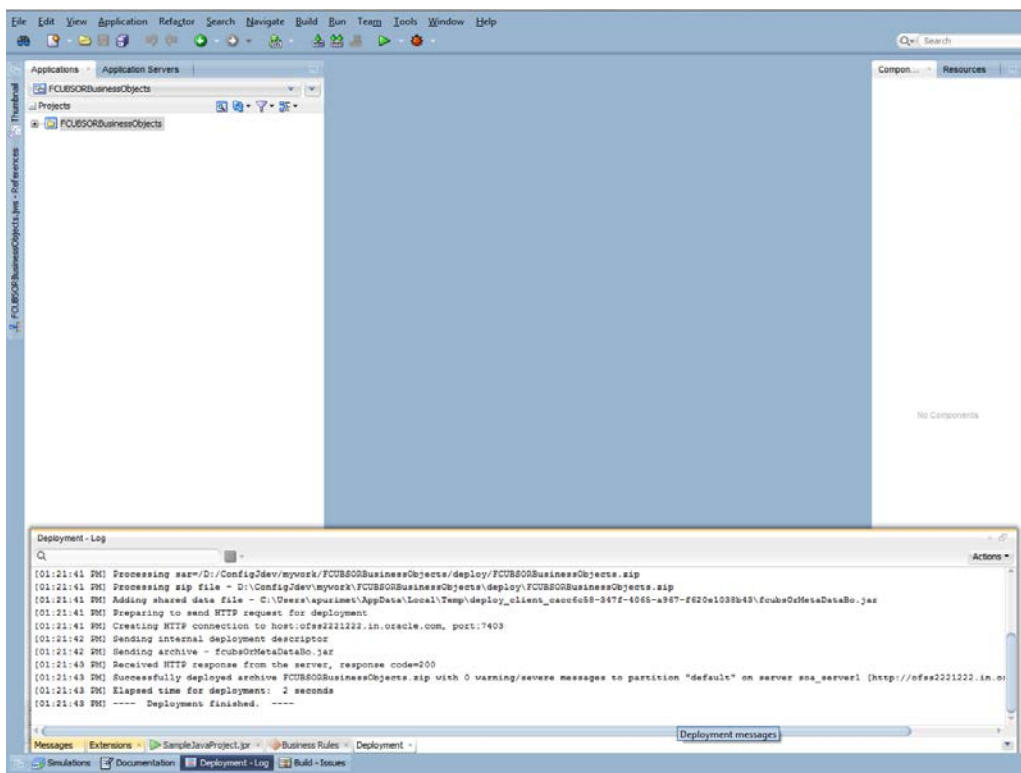 File Edit View Application Refactor Search Navigate Build Run Team Tools Window Help
Search
Applications Application Servers
Compon... Resources
FCUBSORBusinessObjects
Projects
FCUBSORBusinessObjects
Thumbnail
FCUBSORBusinessObjects.jws - References
No Components
Deployment - Log
Actions
[01:21:41 PM] Processing sar=/D:/ConfigJdev/mywork/FCUBSORBusinessObjects/deploy/FCUBSORBusinessObjects.zip
[01:21:41 PM] Processing zip file - D:\ConfigJdev\mywork\FCUBSORBusinessObjects\deploy\FCUBSORBusinessObjects.zip
[01:21:41 PM] Adding shared data file - C:\Users\apurimet\AppData\Local\Temp\deploy_client_cacc6c58-347f-4065-a967-f620e1038b43\fcubsOrMetaDataBo.jar
[01:21:41 PM] Preparing to send HTTP request for deployment
[01:21:41 PM] Creating HTTP connection to host:ofss2221222.in.oracle.com, port:7403
[01:21:42 PM] Sending internal deployment descriptor
[01:21:42 PM] Sending archive - fcubsOrMetaDataBo.jar
[01:21:43 PM] Received HTTP response from the server, response code=200
[01:21:43 PM] Successfully deployed archive FCUBSORBusinessObjects.zip with 0 warning/severe messages to partition "default" on server soa_server1 [http://ofss2221222.in.or
[01:21:43 PM] Elapsed time for deployment: 2 seconds
[01:21:43 PM] ---- Deployment finished. ----
Deployment messages
Messages Extensions SampleJavaProject.jpr Business Rules Deployment
Simulations Documentation Deployment - Log Build - Issues